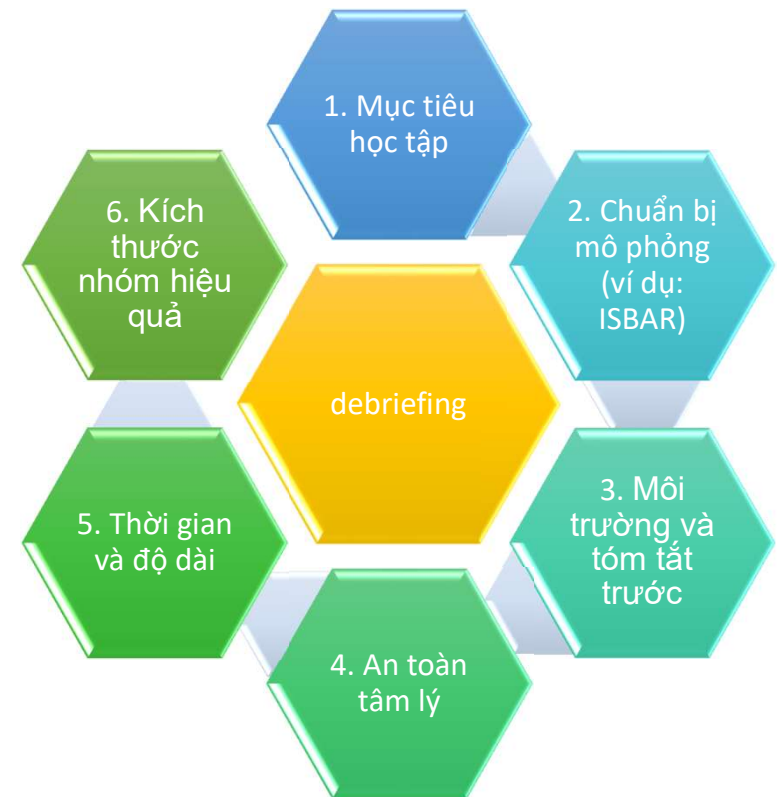 1. Mục tiêu
học tập
2. Chuẩn bị
mô phỏng
(ví dụ:
ISBAR)
3. Môi
trường và
tóm tắt
trước
4. An toàn
tâm lý
5. Thời gian
và độ dài
6. Kích
thước
nhóm hiệu
quả
debriefing